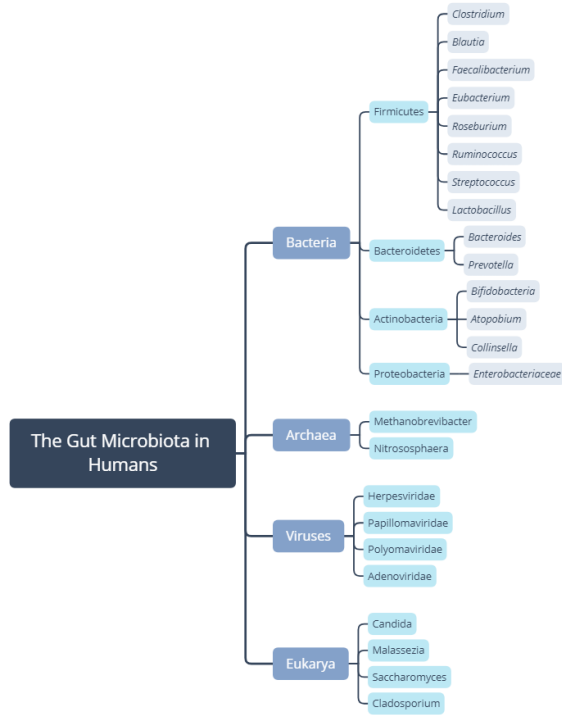 The Gut Microbiota in
Humans
Bacteria
Firmicutes
Clostridium
Blautia
Faecalibacterium
Eubacterium
Roseburium
Ruminococcus
Streptococcus
Lactobacillus
Bacteroidetes
Bacteroides
Prevotella
Actinobacteria
Bifidobacteria
Atopobium
Collinsella
Proteobacteria
Enterobacteriaceae
Archaea
Methanobrevibacter
Nitrososphaera
Viruses
Herpesviridae
Papillomaviridae
Polyomaviridae
Adenoviridae
Eukarya
Candida
Malassezia
Saccharomyces
Cladosporium